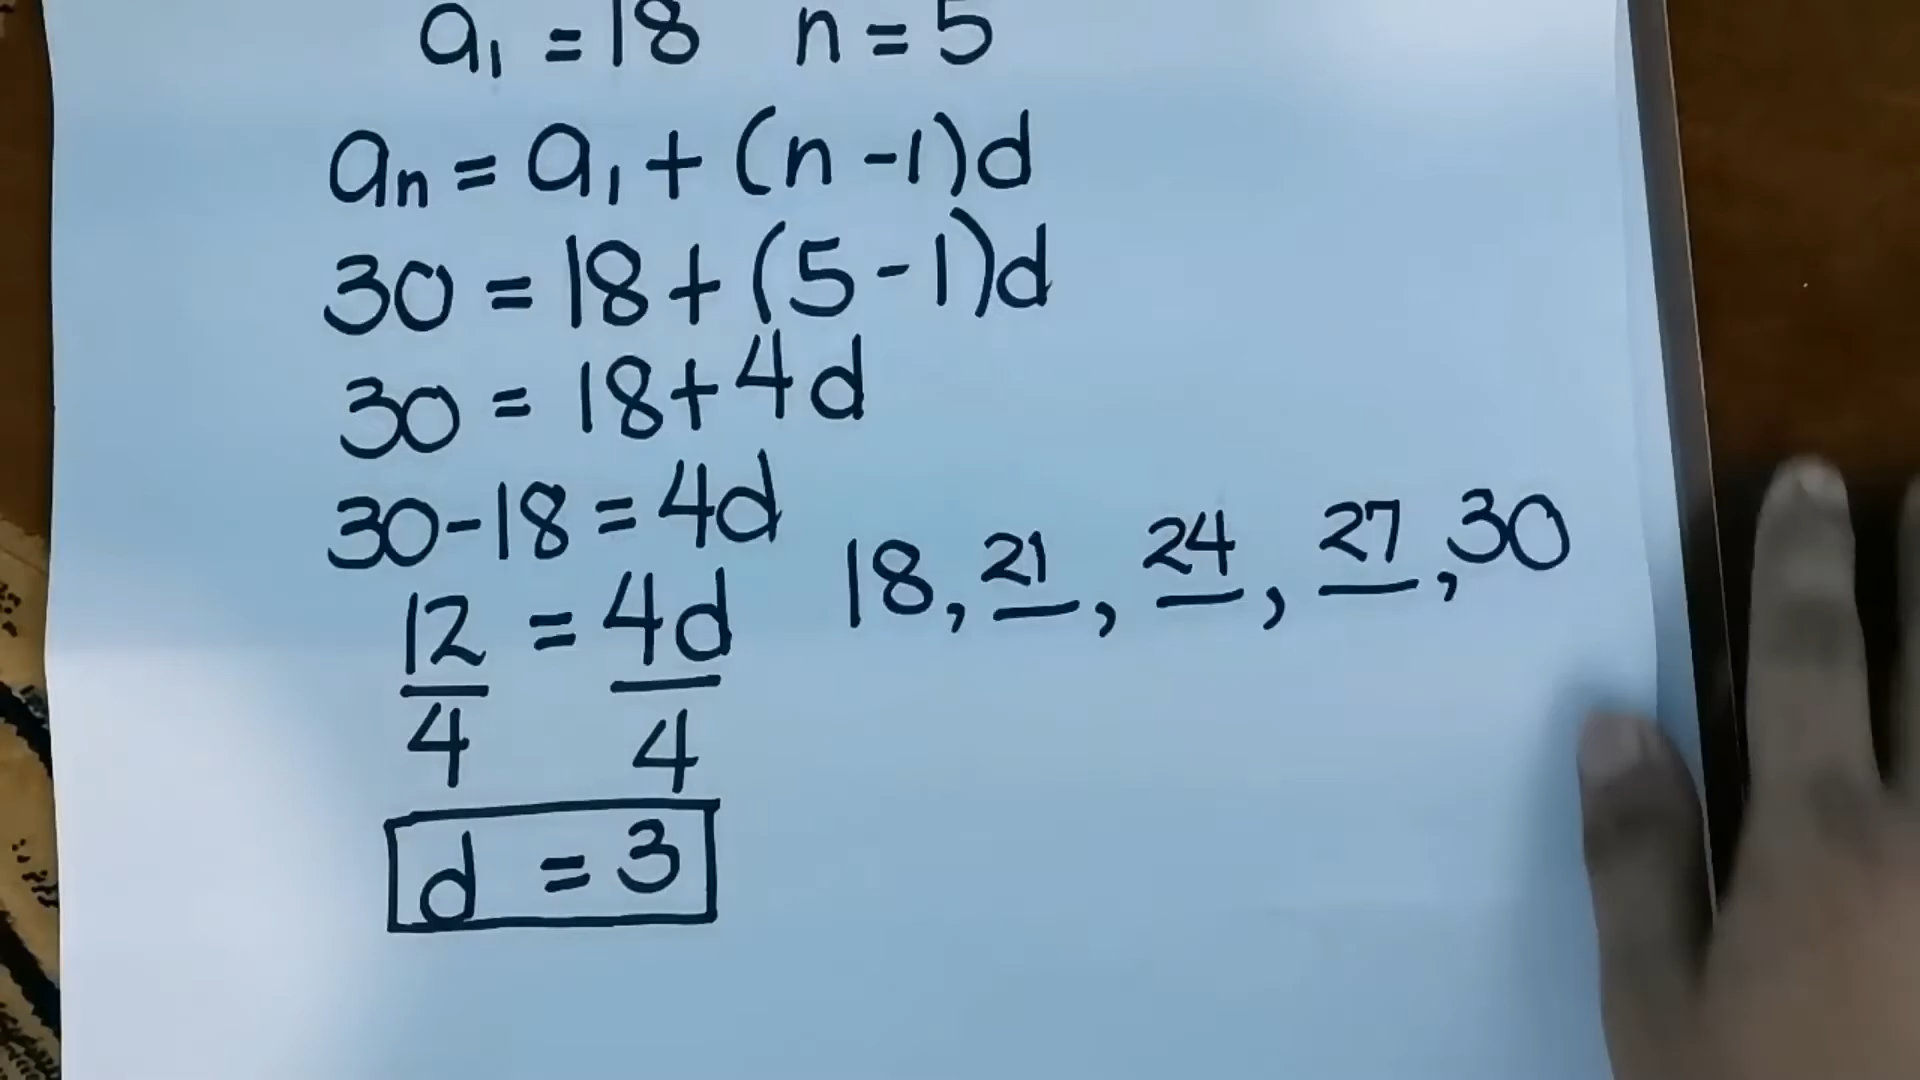 a₁ = 18 n = 5
aₙ = a₁ + (n - 1)d
30 = 18 + (5 - 1)d
30 = 18 + 4d
30 - 18 = 4d
18, 21, 24, 27, 30
12 = 4d
4 4
d = 3